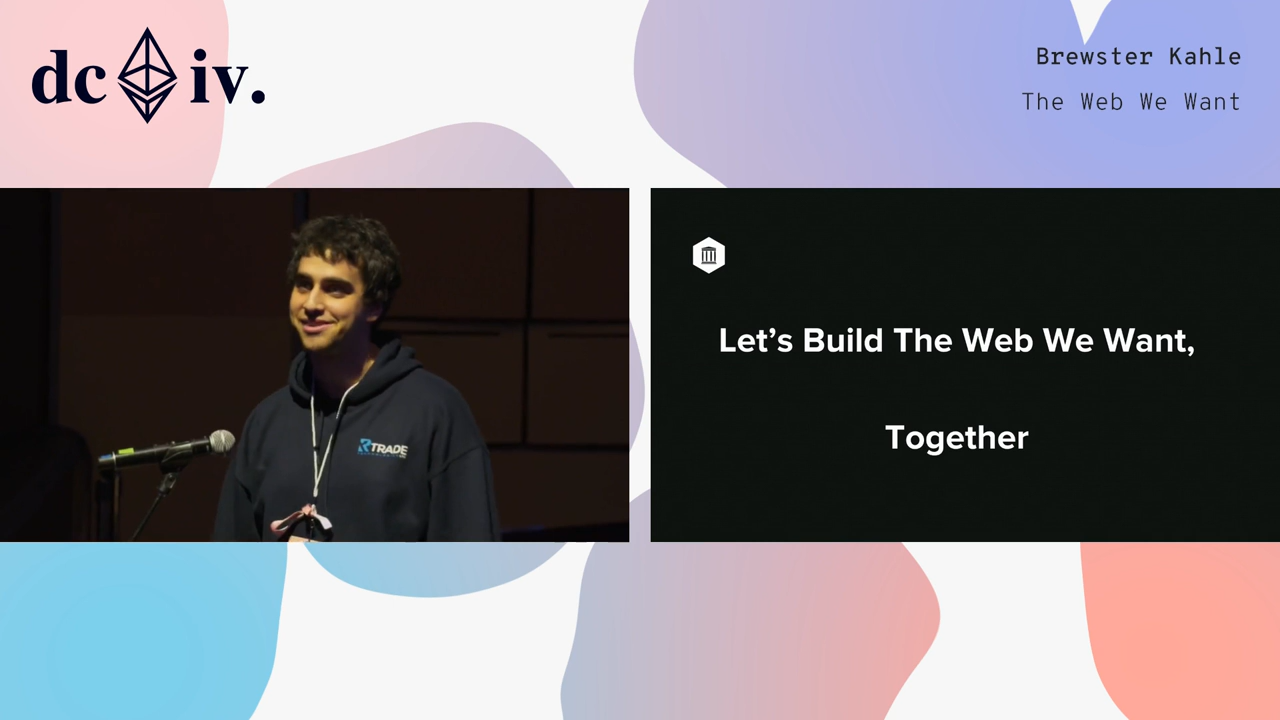 dc iv.
Brewster Kahle
The Web We Want
RTRADE
Let's Build The Web We Want,
Together